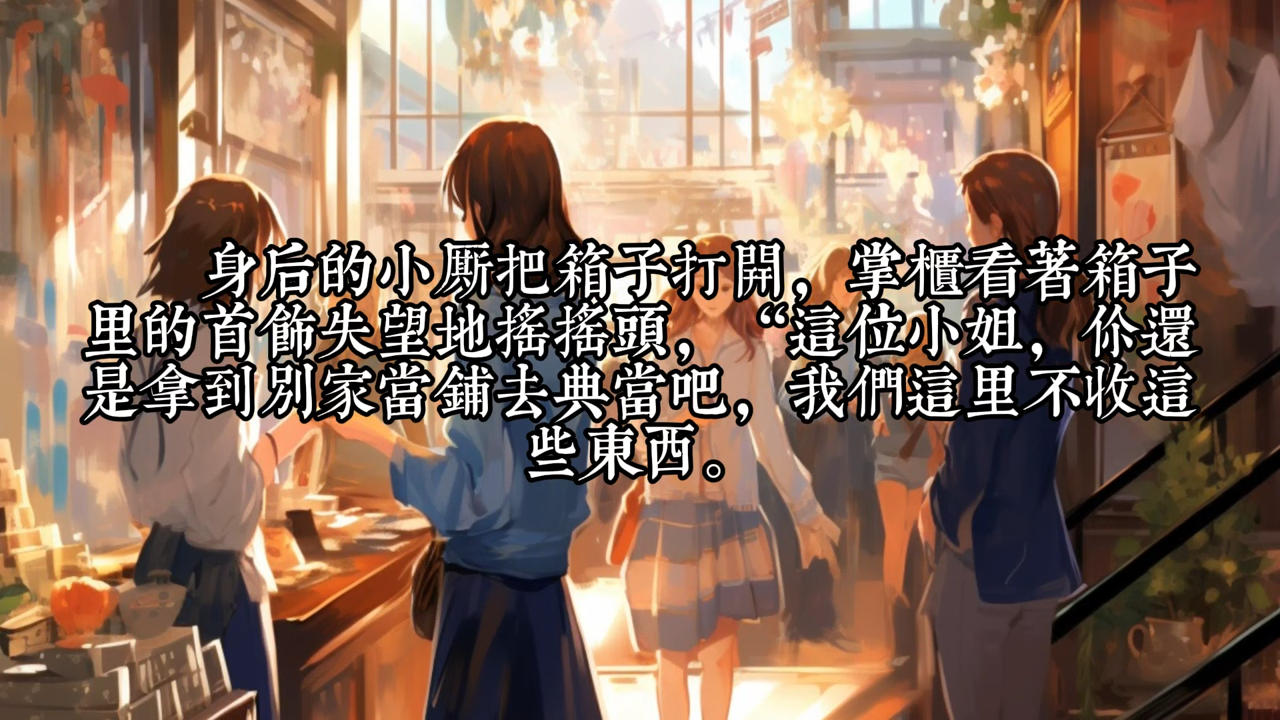 身后的小厮把箱子打開，掌櫃看著箱子
里的首飾失望地搖搖頭，“這位小姐，伱還
是拿到別家當鋪去典當吧，我們這里不收這
些東西。